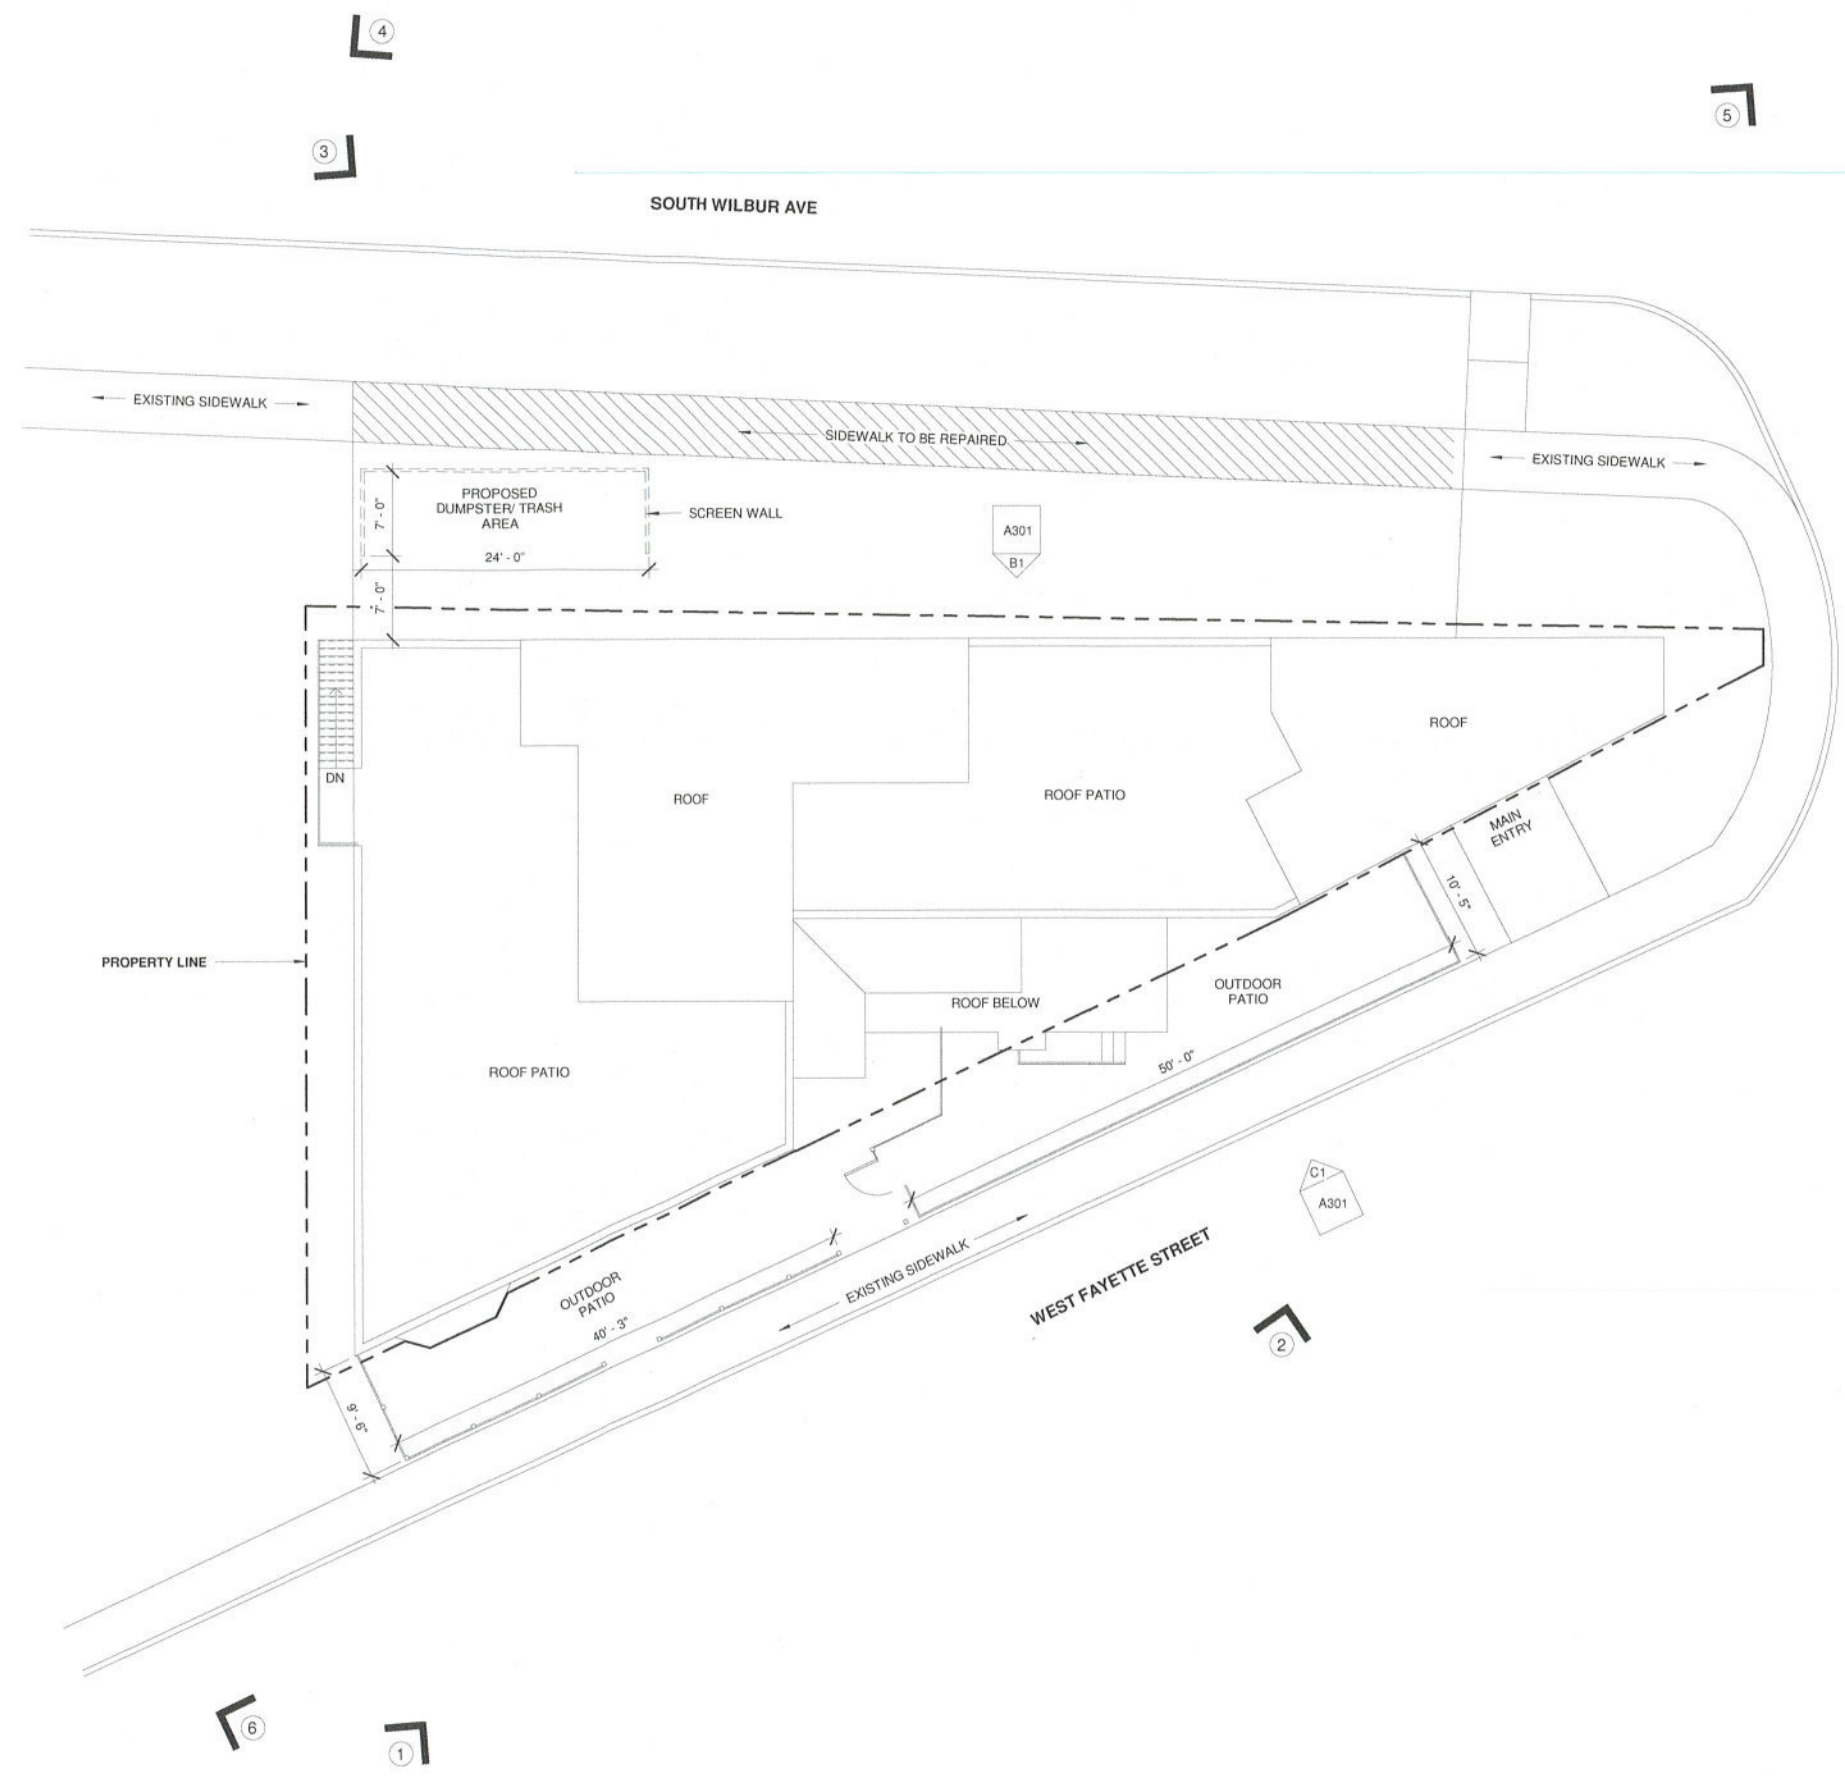 4
5
3
SOUTH WILBUR AVE
EXISTING SIDEWALK
SIDEWALK TO BE REPAIRED
EXISTING SIDEWALK
PROPOSED
DUMPSTER/ TRASH
AREA
7' - 0"
24' - 0"
SCREEN WALL
A301
B1
7' - 0"
DN
ROOF
ROOF PATIO
ROOF
MAIN
ENTRY
10' - 5"
PROPERTY LINE
ROOF BELOW
OUTDOOR
PATIO
50' - 0"
ROOF PATIO
C1
A301
OUTDOOR
PATIO
40' - 3"
EXISTING SIDEWALK
WEST FAYETTE STREET
2
9' - 6"
6
1